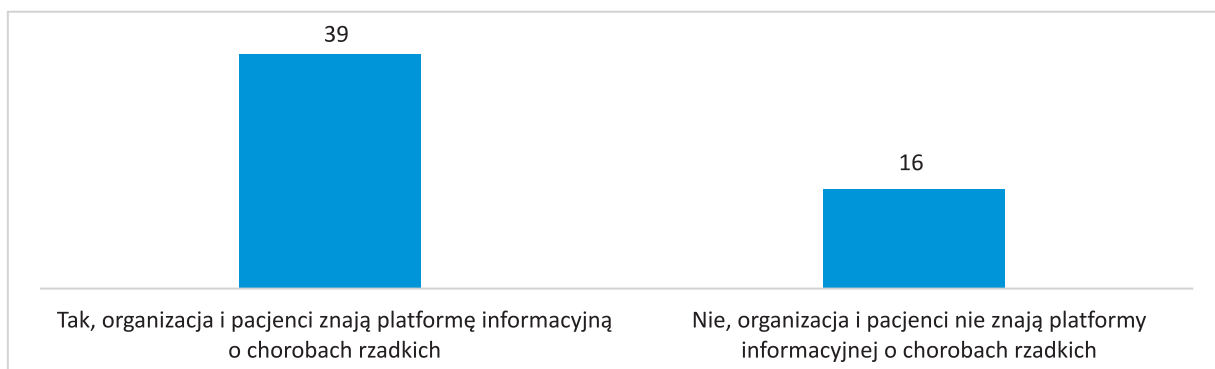 39
16
Tak, organizacja i pacjenci znają platformę informacyjną
o chorobach rzadkich
Nie, organizacja i pacjenci nie znają platformy
informacyjnej o chorobach rzadkich